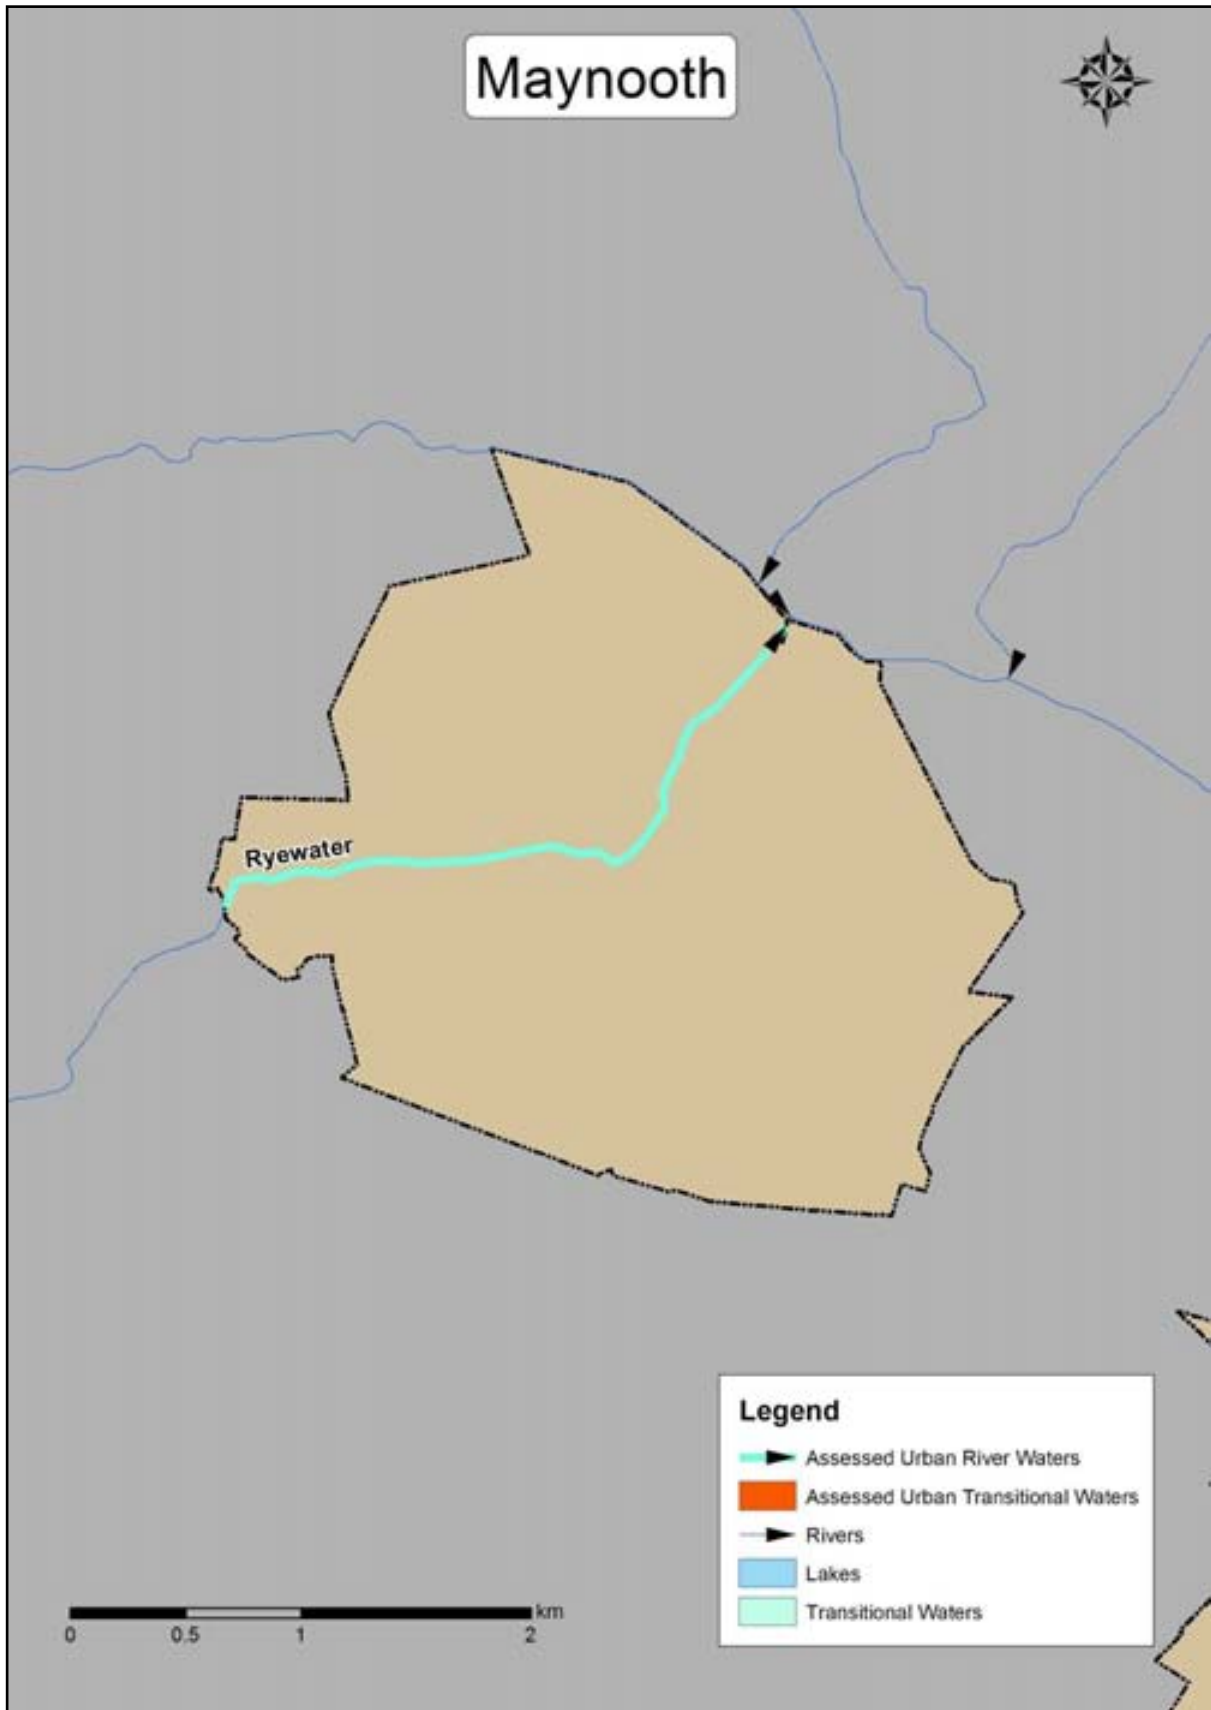 Maynooth
Ryewater
Legend
Assessed Urban River Waters
Assessed Urban Transitional Waters
Rivers
Lakes
Transitional Waters
km
0 0.5 1 2